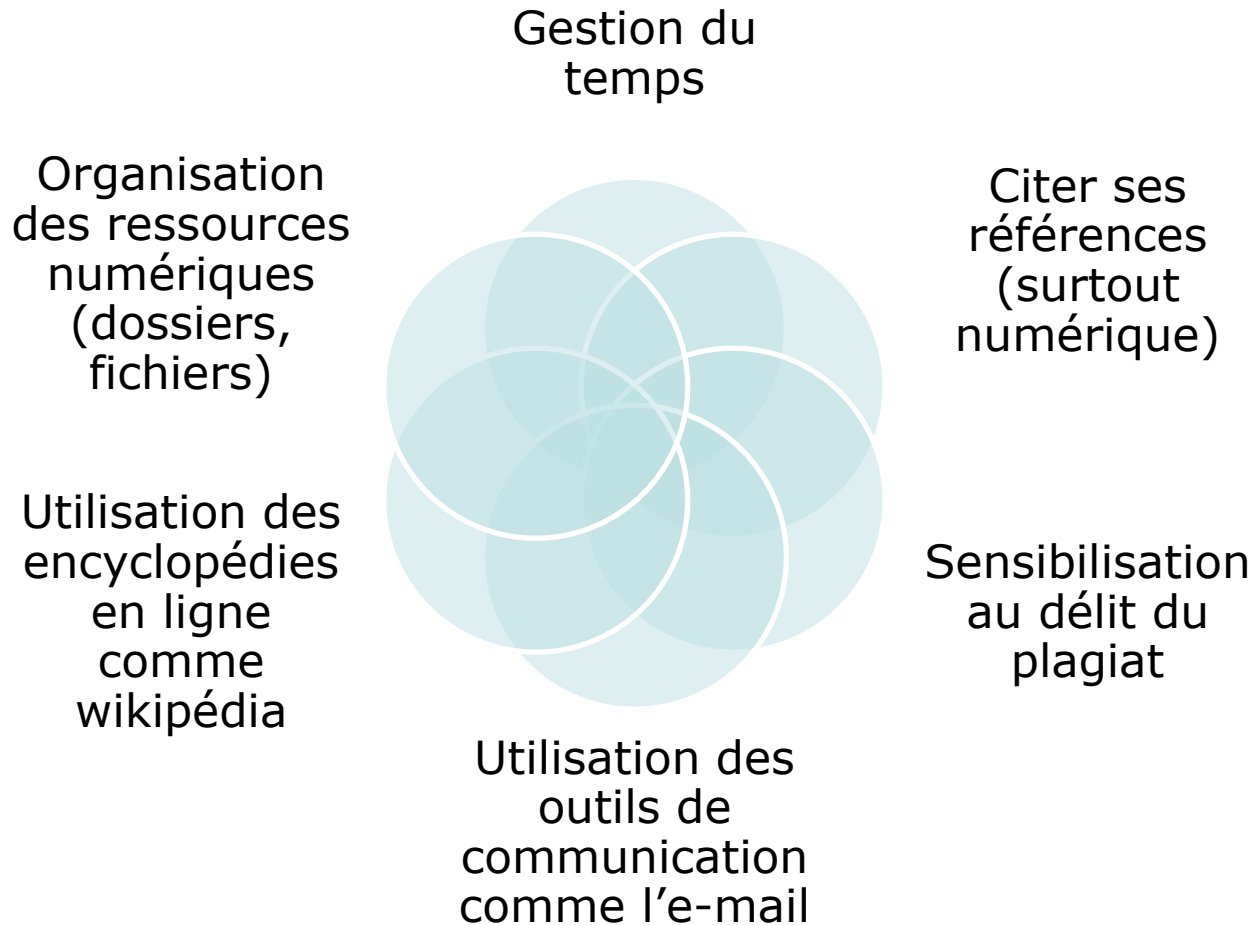 Gestion du
temps
Citer ses
références
(surtout
numérique)
Sensibilisation
au délit du
plagiat
Utilisation des
outils de
communication
comme l’e-mail
Utilisation des
encyclopédies
en ligne
comme
wikipédia
Organisation
des ressources
numériques
(dossiers,
fichiers)